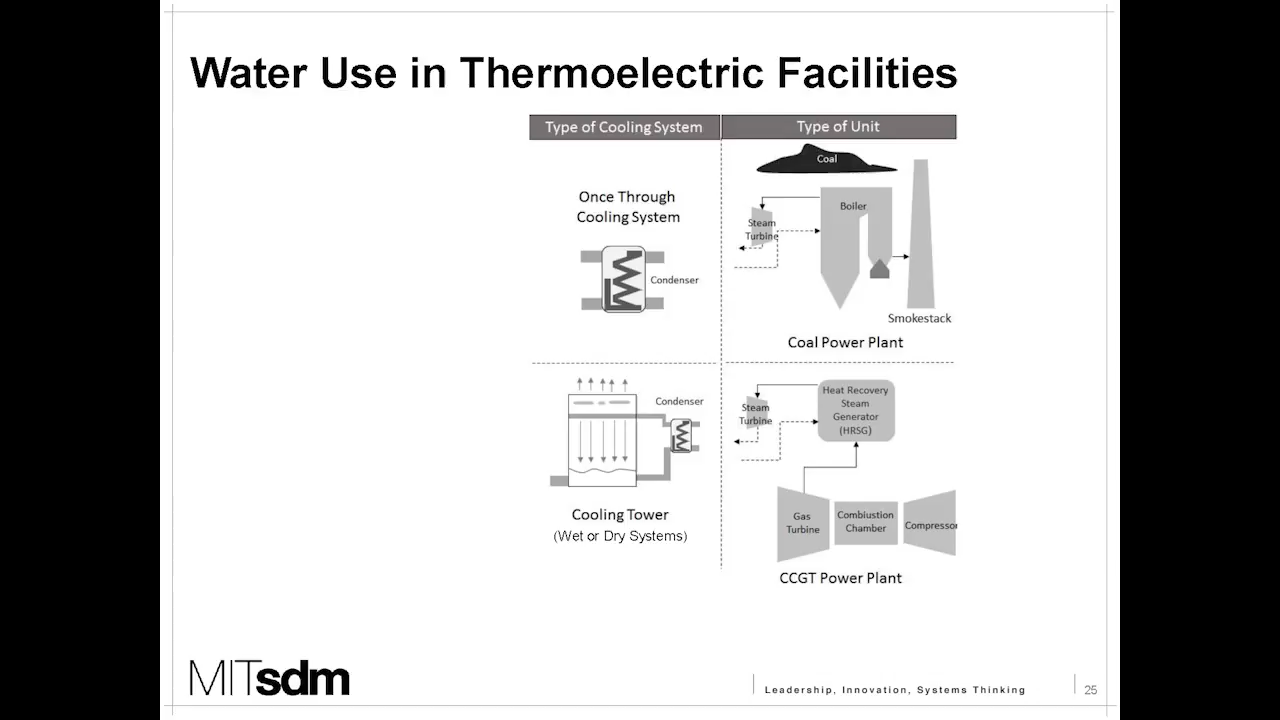 Water Use in Thermoelectric Facilities
Type of Cooling System
Type of Unit
Once Through
Cooling System
Condenser
Coal
Boiler
Steam
Turbine
Smokestack
Coal Power Plant
Condenser
Cooling Tower
(Wet or Dry Systems)
Steam
Turbine
Heat Recovery
Steam
Generator
(HRSG)
Gas
Turbine
Combiustion
Chamber
Compressor
CCGT Power Plant
MITsdm
Leadership, Innovation, Systems Thinking
25